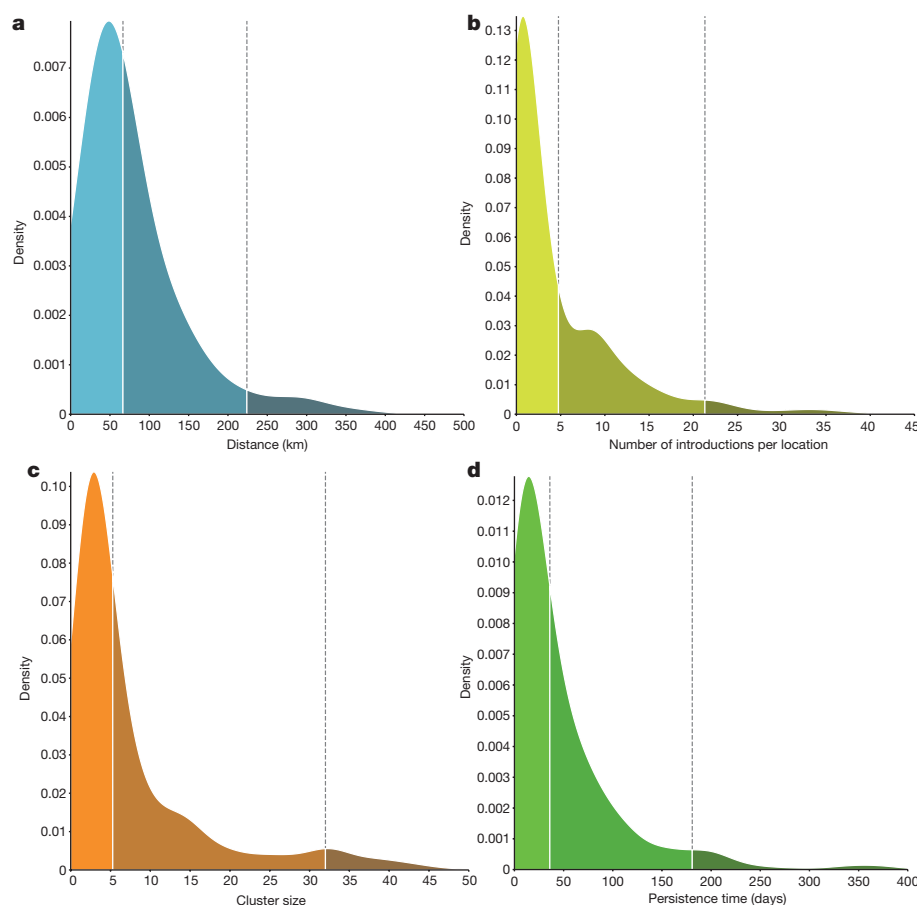 a
Density
0.007
0.006
0.005
0.004
0.003
0.002
0.001
0
0 50 100 150 200 250 300 350 400 450 500
Distance (km)
b
Density
0.13
0.12
0.11
0.10
0.09
0.08
0.07
0.06
0.05
0.04
0.03
0.02
0.01
0
0 5 10 15 20 25 30 35 40 45
Number of introductions per location
c
Density
0.10
0.09
0.08
0.07
0.06
0.05
0.04
0.03
0.02
0.01
0
0 5 10 15 20 25 30 35 40 45 50
Cluster size
d
Density
0.012
0.011
0.010
0.009
0.008
0.007
0.006
0.005
0.004
0.003
0.002
0.001
0
0 50 100 150 200 250 300 350 400
Persistence time (days)